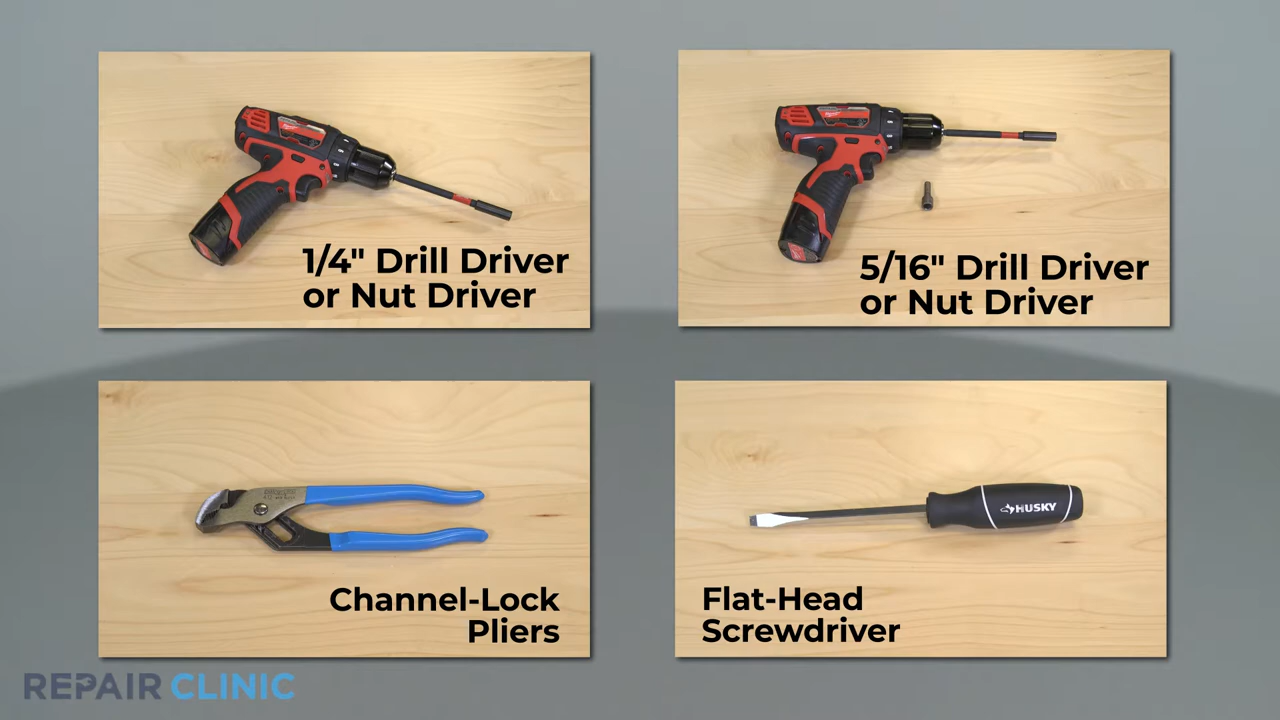 1/4" Drill Driver
or Nut Driver
5/16" Drill Driver
or Nut Driver
Channel-Lock
Pliers
HUSKY
Flat-Head
Screwdriver
REPAIR CLINIC